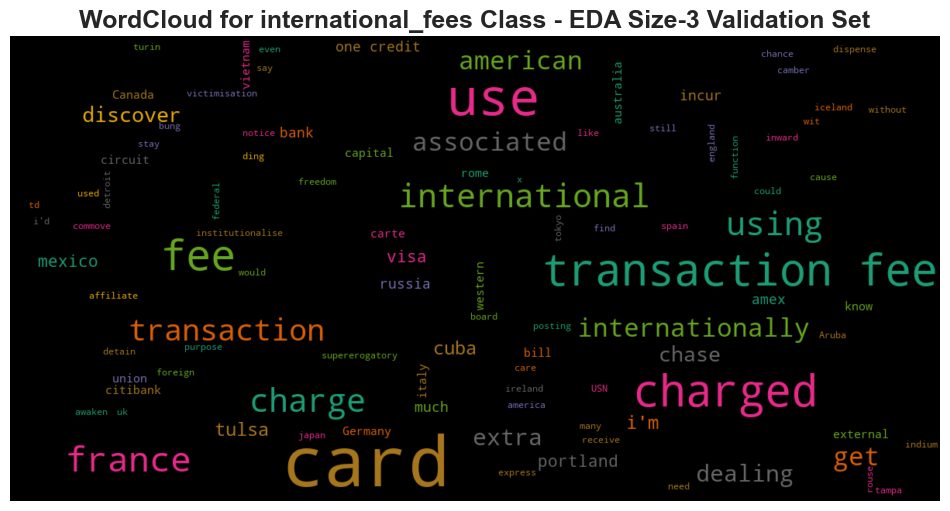 WordCloud for international_fees Class - EDA Size-3 Validation Set
turin
even
one credit
vietnam
say
american
chance
dispense
camber
Canada
victimisation
use
australia
incur
discover
iceland
without
bung
notice
bank
associated
like
still
wit
england
inward
function
stay
circuit
ding
capital
detroit
used
federal
freedom
rome
x
international
cause
could
td
i'd
commove
institutionalise
carte
tokyo
find
spain
using
mexico
fee
would
visa
russia
western
transaction fee
affiliate
amex
know
board
transaction
posting
internationally
Aruba
detain
purpose
supererogatory
cuba
bill
chase
union
foreign
citibank
italy
care
ireland
USN
charged
awaken
uk
charge
much
america
tulsa
japan
Germany
extra
many
receive
i'm
external
indium
france
card
express
portland
need
dealing
get
rouse
tampa